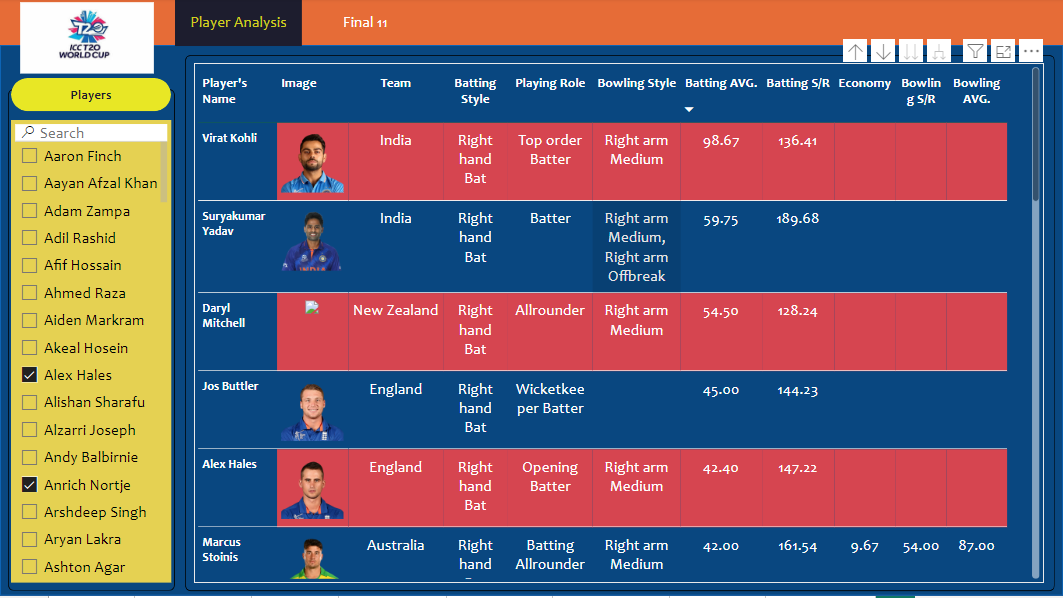 Player Analysis
Final 11
T20
ICC T20
WORLD CUP
Players
Search
Aaron Finch
Aayan Afzal Khan
Adam Zampa
Adil Rashid
Afif Hossain
Ahmed Raza
Aiden Markram
Akeal Hosein
Alex Hales
Alishan Sharafu
Alzarri Joseph
Andy Balbirnie
Anrich Nortje
Arshdeep Singh
Aryan Lakra
Ashton Agar
Player's Name Image Team Batting Style Playing Role Bowling Style Batting AVG. Batting S/R Economy Bowlin g S/R Bowling AVG.
Virat Kohli India Right hand Bat Top order Batter Right arm Medium 98.67 136.41
Suryakumar Yadav India Right hand Bat Batter Right arm Medium, Right arm Offbreak 59.75 189.68
INDIA
Daryl Mitchell New Zealand Right hand Bat Allrounder Right arm Medium 54.50 128.24
Jos Buttler England Right hand Bat Wicketkee per Batter 45.00 144.23
Alex Hales England Right hand Bat Opening Batter Right arm Medium 42.40 147.22
Marcus Stoinis Australia Right hand Batting Allrounder Right arm Medium 42.00 161.54 9.67 54.00 87.00